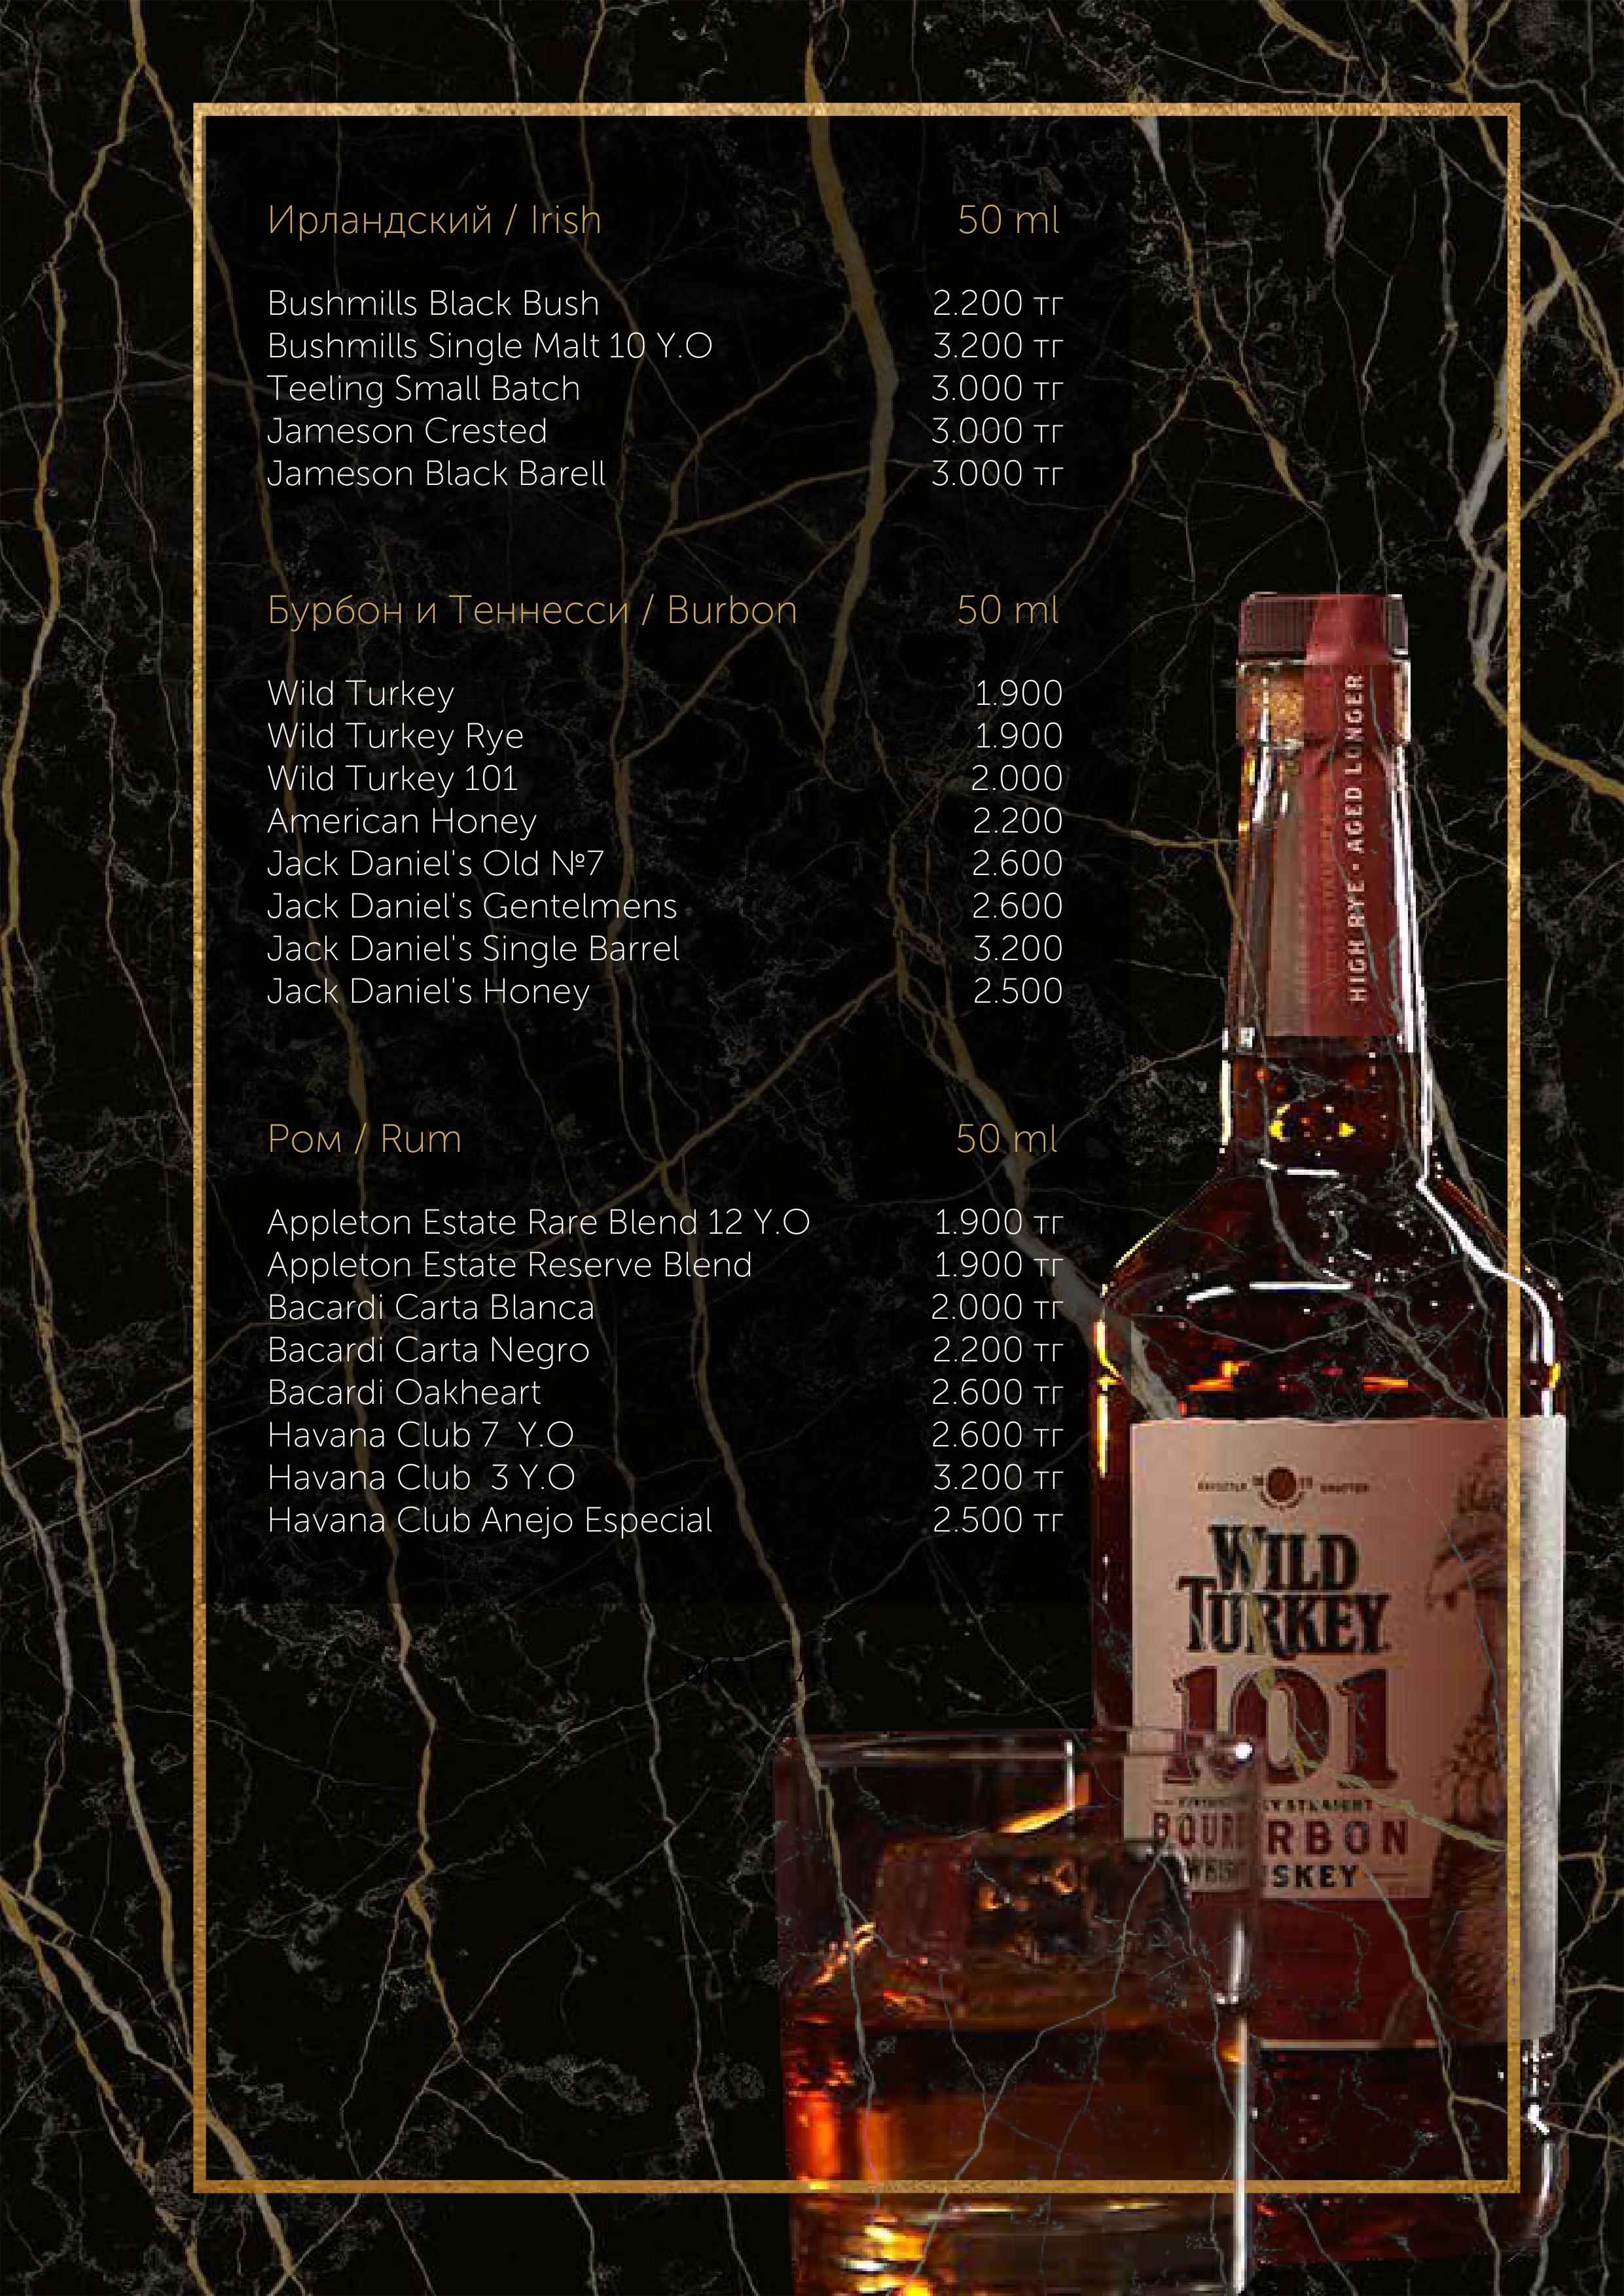 Ирландский / Irish 50 ml
Bushmills Black Bush 2.200 тг
Bushmills Single Malt 10 Y.O 3.200 тг
Teeling Small Batch 3.000 тг
Jameson Crested 3.000 тг
Jameson Black Barell 3.000 тг
Бурбон и Теннесси / Burbon 50 ml
Wild Turkey 1.900
Wild Turkey Rye 1.900
Wild Turkey 101 2.000
American Honey 2.200
Jack Daniel's Old №7 2.600
Jack Daniel's Gentelmens 2.600
Jack Daniel's Single Barrel 3.200
Jack Daniel's Honey 2.500
Ром / Rum 50 ml
Appleton Estate Rare Blend 12 Y.O 1.900 тг
Appleton Estate Reserve Blend 1.900 тг
Bacardi Carta Blanca 2.000 тг
Bacardi Carta Negro 2.200 тг
Bacardi Oakheart 2.600 тг
Havana Club 7 Y.O 2.600 тг
Havana Club 3 Y.O 3.200 тг
Havana Club Anejo Especial 2.500 тг
HIGH RYE - AGED LONGER
WILD
TURKEY
101
STRAIGHT
BOURBON
WHISKEY